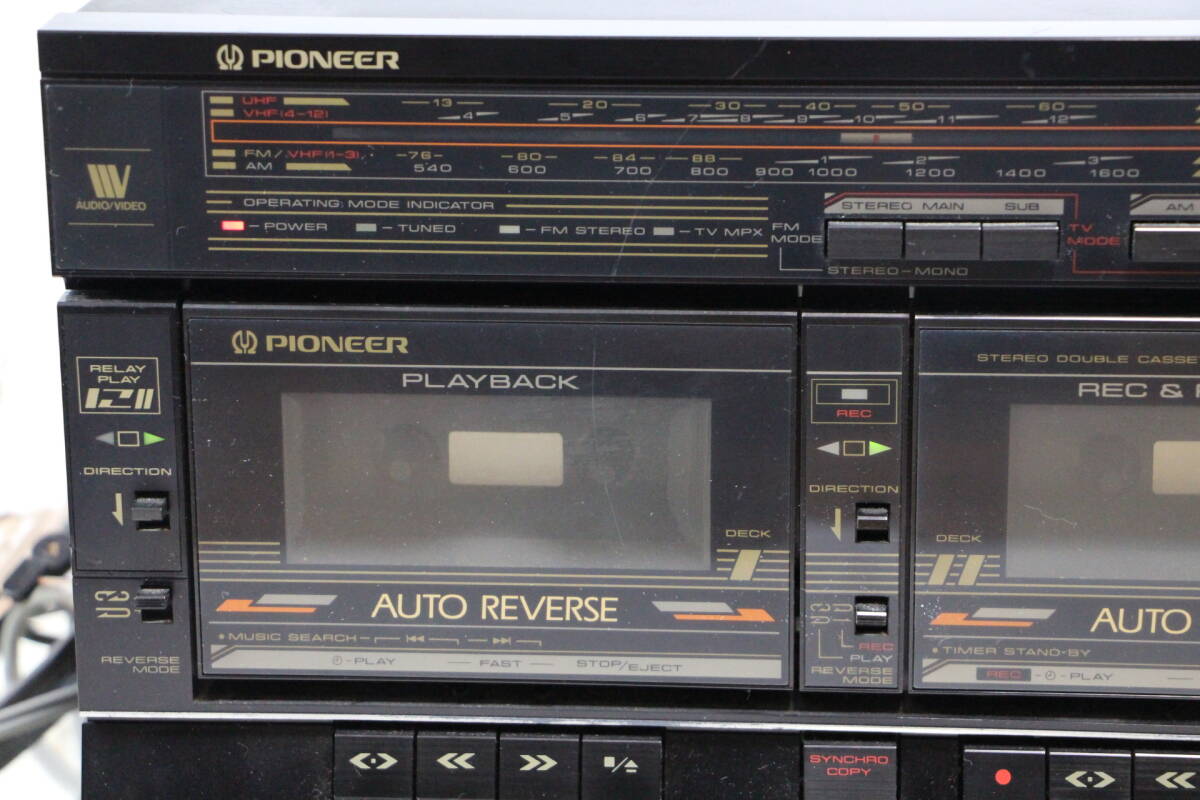 PIONEER
UHF 13 20 30 40 50 60
VHF(4-12) 4 5 6 7 8 9 10 11 12
FM/VHF(1-3) 76 80 84 88 1 2 3
AM 540 600 700 800 900 1000 1200 1400 1600
AUDIO/VIDEO
OPERATING MODE INDICATOR
POWER TUNED FM STEREO TV MPX
FM MODE
STEREO MAIN SUB
TV MODE
AM
STEREO-MONO
RELAY
PLAY
DIRECTION
REVERSE
MODE
PIONEER
PLAYBACK
DECK
I
AUTO REVERSE
•MUSIC SEARCH
-PLAY FAST STOP/EJECT
REC
DIRECTION
REC
PLAY
REVERSE
MODE
STEREO DOUBLE CASSE
REC &
DECK
II
AUTO
•TIMER STAND-BY
REC - -PLAY
SYNCHRO
COPY